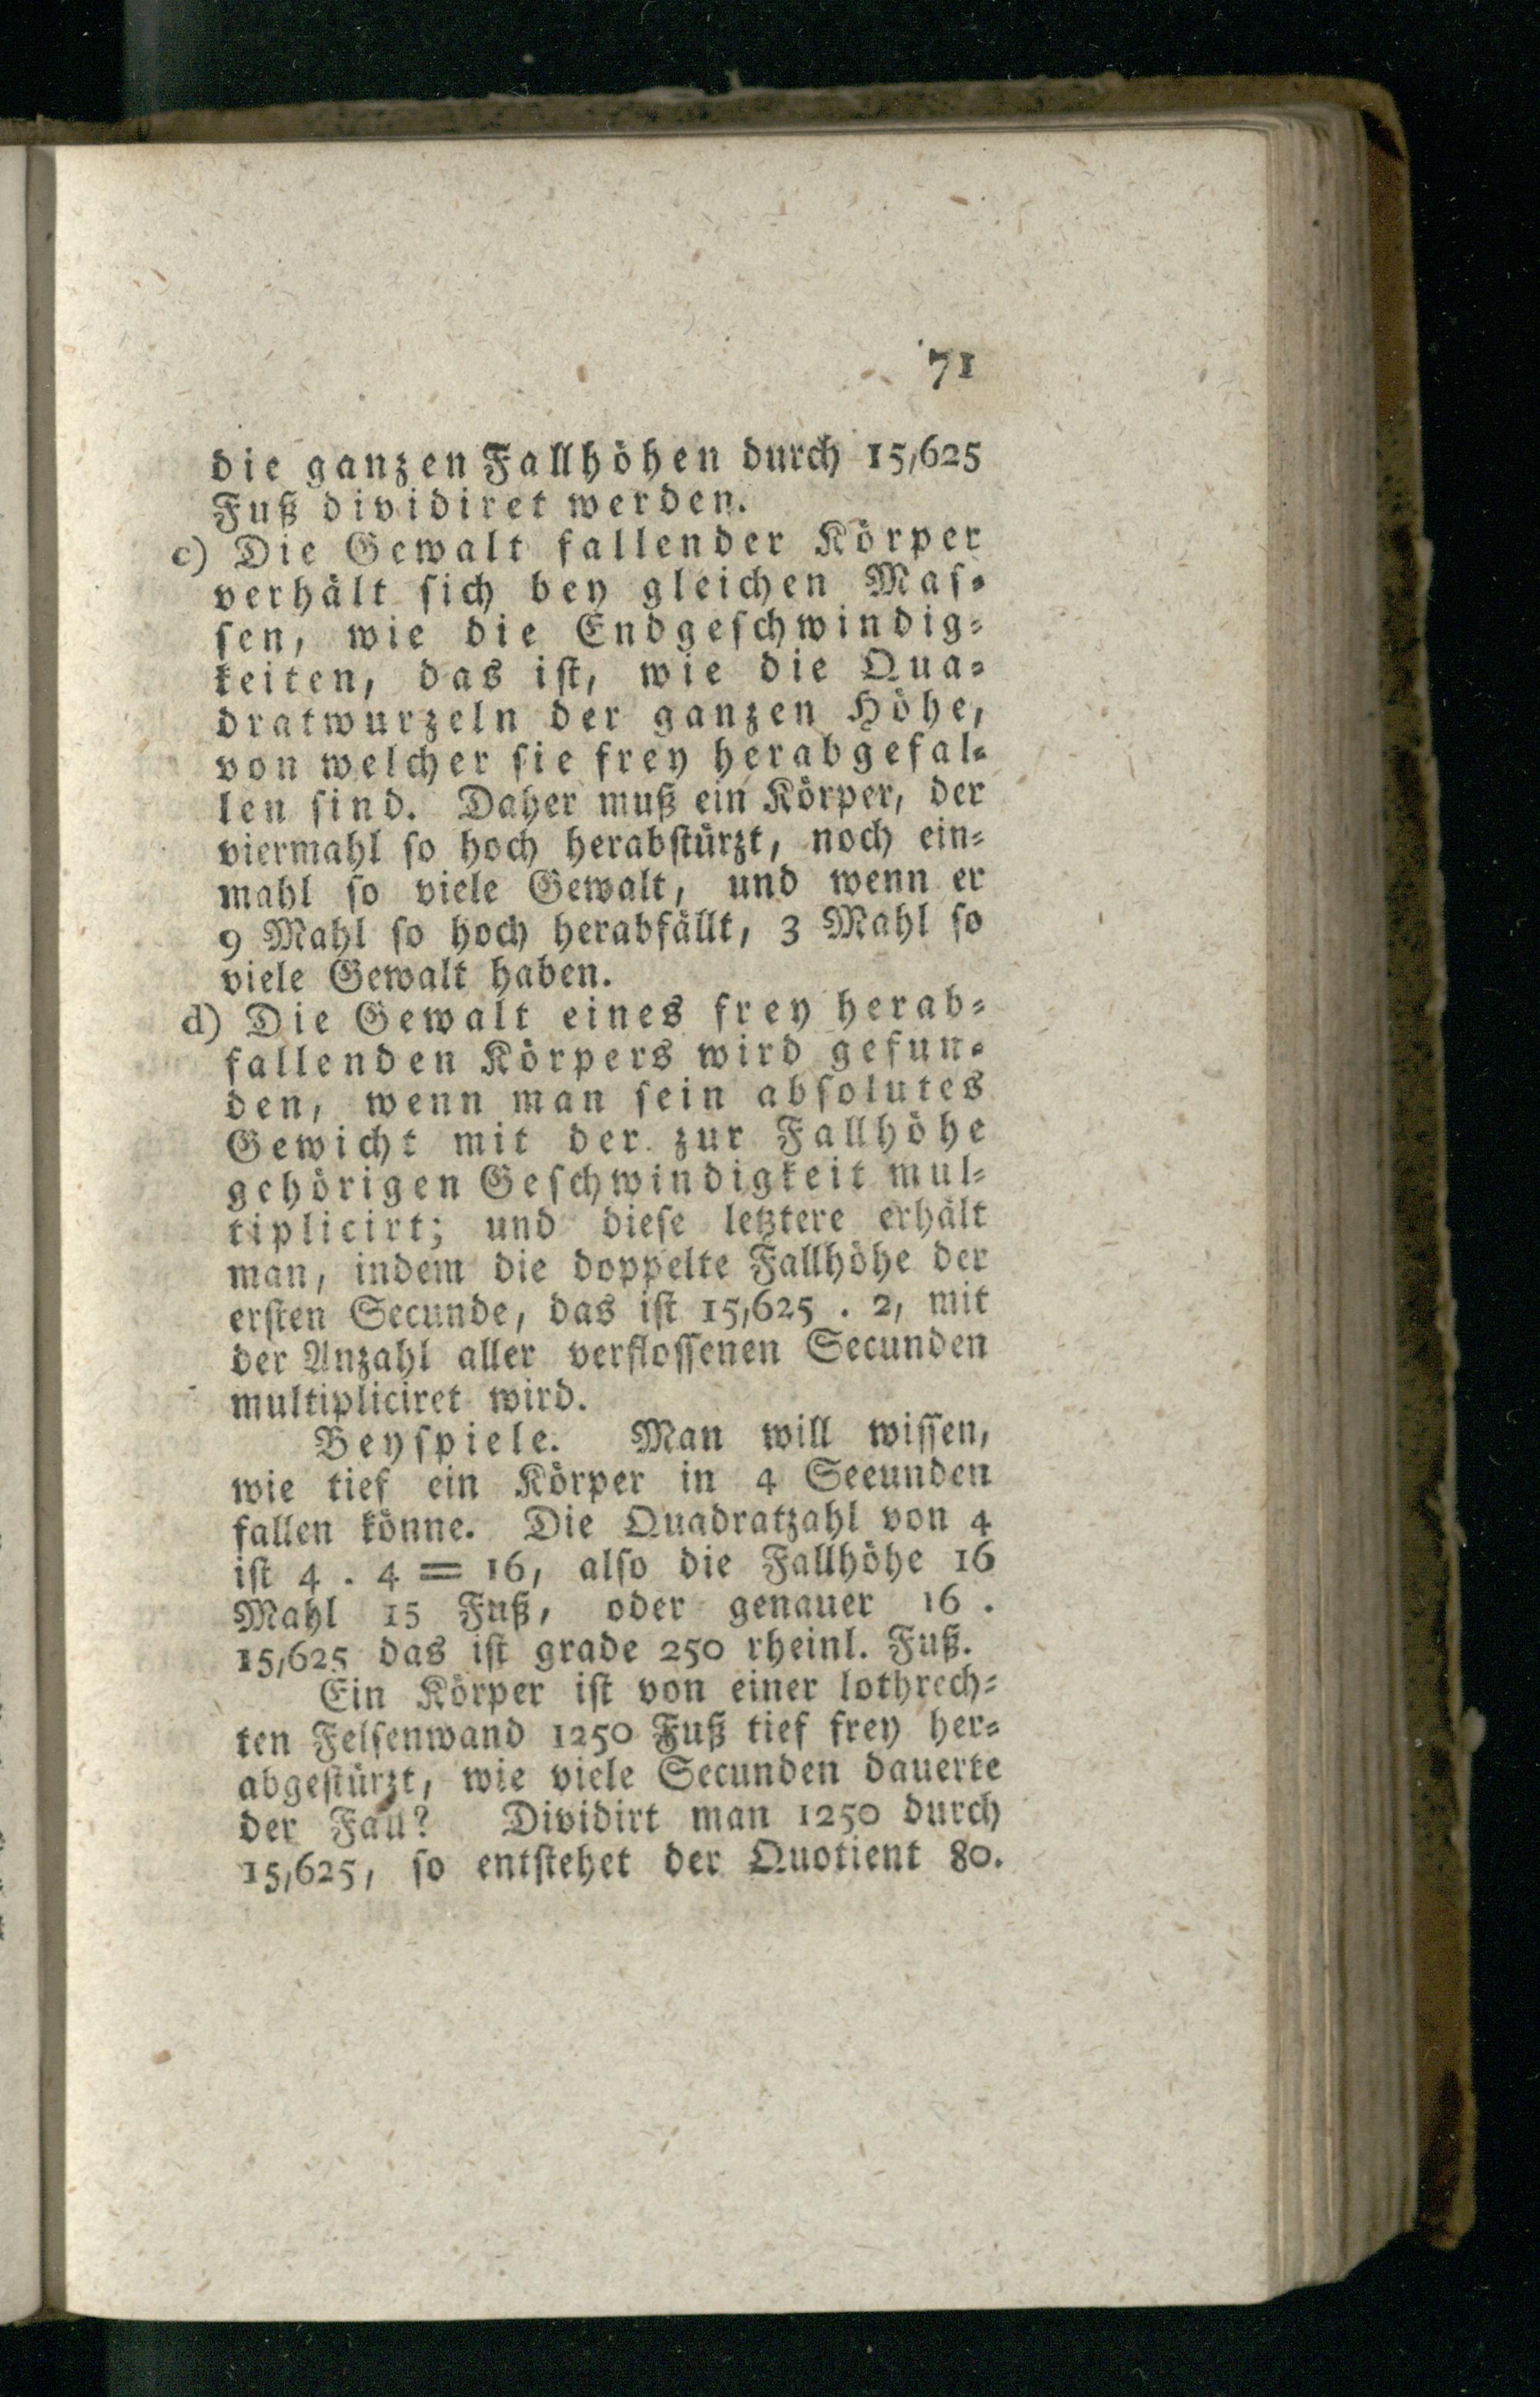 71
die ganzen Fallhöhen durch 15,625
Fuß dividiret werden.
c) Die Gewalt fallender Körper
verhält ſich bey gleichen Maſ-
ſen, wie die Endgeſchwindig-
keiten, das iſt, wie die Qua-
dratwurzeln der ganzen Höhe,
von welcher ſie frey herabgefal-
len ſind. Daher muß ein Körper, der
viermahl ſo hoch herabſtürzt, noch ein-
mahl ſo viele Gewalt, und wenn er
9 Mahl ſo hoch herabfällt, 3 Mahl ſo
viele Gewalt haben.
d) Die Gewalt eines frey herab-
fallenden Körpers wird gefun-
den, wenn man ſein abſolutes
Gewicht mit der zur Fallhöhe
gehörigen Geſchwindigkeit mul-
tiplicirt; und dieſe letztere erhält
man, indem die doppelte Fallhöhe der
erſten Secunde, das iſt 15,625 . 2, mit
der Anzahl aller verfloſſenen Secunden
multipliciret wird.
Beyſpiele. Man will wiſſen,
wie tief ein Körper in 4 Seeunden
fallen könne. Die Quadratzahl von 4
iſt 4 . 4 = 16, alſo die Fallhöhe 16
Mahl 15 Fuß, oder genauer 16 .
15,625 das iſt grade 250 rheinl. Fuß.
Ein Körper iſt von einer lothrech-
ten Felſenwand 1250 Fuß tief frey her-
abgeſtürzt, wie viele Secunden dauerte
der Fall? Dividirt man 1250 durch
15,625, ſo entſtehet der Quotient 80.